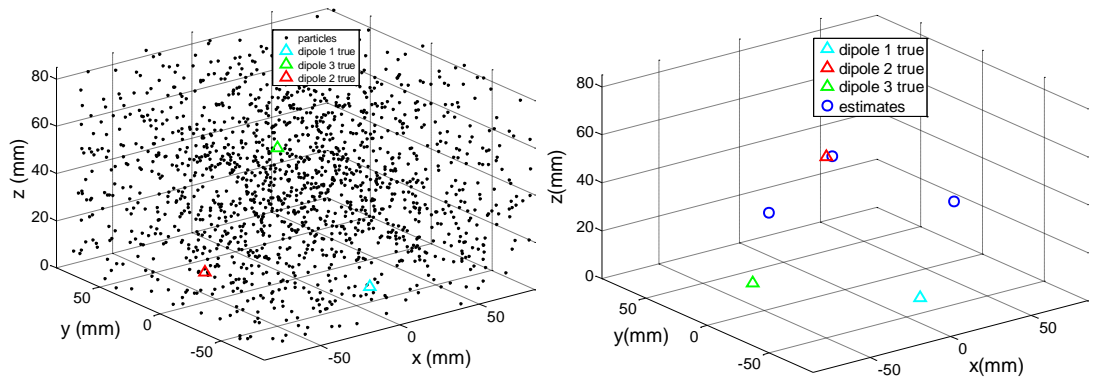 particles
dipole 1 true
dipole 3 true
dipole 2 true
80
60
40
20
0
z (mm)
50
0
-50
y (mm)
-50
0
50
x (mm)
dipole 1 true
dipole 2 true
dipole 3 true
estimates
80
60
40
20
0
z(mm)
50
0
-50
y(mm)
-50
0
50
x(mm)